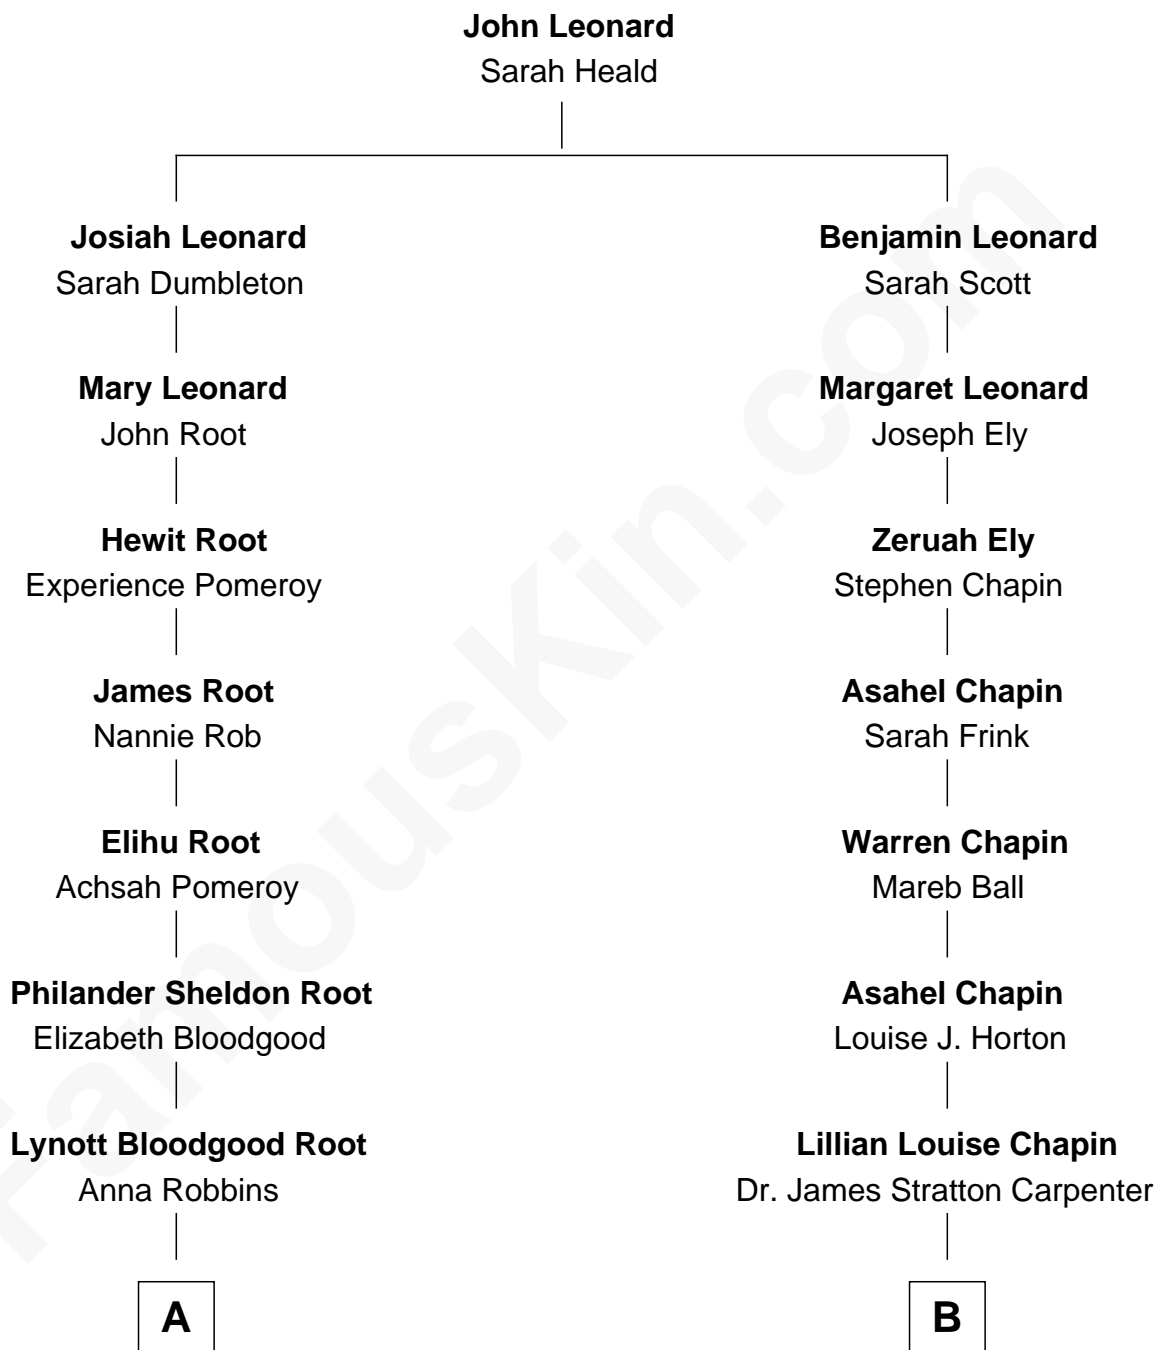 John Leonard
Sarah Heald
Josiah Leonard
Sarah Dumbleton
Benjamin Leonard
Sarah Scott
Mary Leonard
John Root
Margaret Leonard
Joseph Ely
Hewit Root
Experience Pomeroy
Zeruah Ely
Stephen Chapin
James Root
Nannie Rob
Asahel Chapin
Sarah Frink
Elihu Root
Achsah Pomeroy
Warren Chapin
Mareb Ball
Philander Sheldon Root
Elizabeth Bloodgood
Asahel Chapin
Louise J. Horton
Lynott Bloodgood Root
Anna Robbins
Lillian Louise Chapin
Dr. James Stratton Carpenter
A
B
FamousKin.com